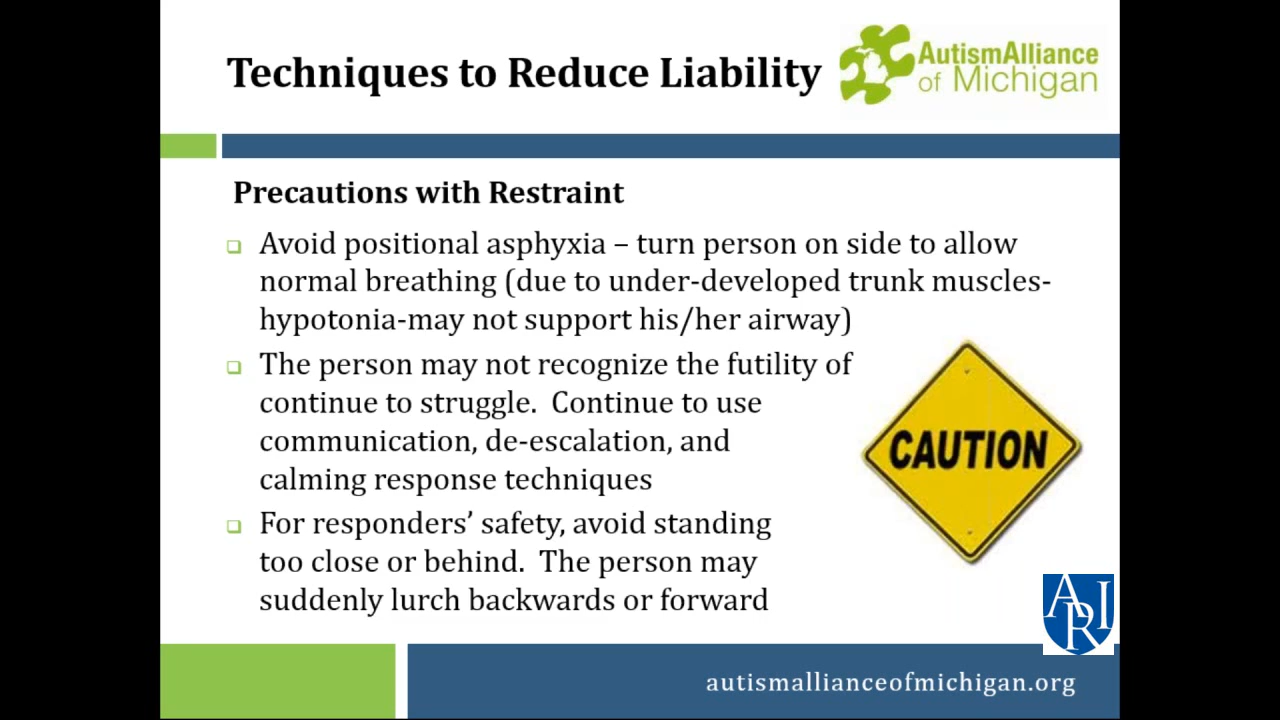 Techniques to Reduce Liability
AutismAlliance
of Michigan
Precautions with Restraint
Avoid positional asphyxia – turn person on side to allow
normal breathing (due to under-developed trunk muscles-
hypotonia-may not support his/her airway)
The person may not recognize the futility of
continue to struggle.  Continue to use
communication, de-escalation, and
calming response techniques
For responders’ safety, avoid standing
too close or behind.  The person may
suddenly lurch backwards or forward
CAUTION
ARI
autismallianceofmichigan.org